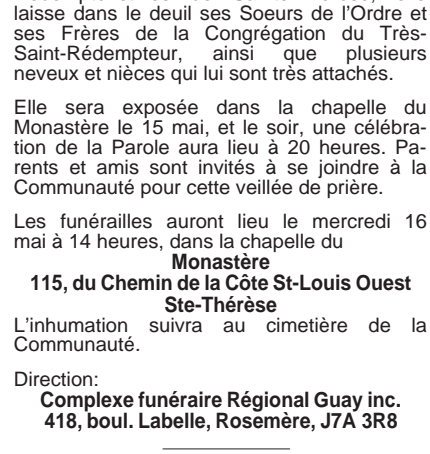 laisse dans le deuil ses Soeurs de l'Ordre et
ses Frères de la Congrégation du Très-
Saint-Rédempteur, ainsi que plusieurs
neveux et nièces qui lui sont très attachés.
Elle sera exposée dans la chapelle du
Monastère le 15 mai, et le soir, une célébra-
tion de la Parole aura lieu à 20 heures. Pa-
rents et amis sont invités à se joindre à la
Communauté pour cette veillée de prière.
Les funérailles auront lieu le mercredi 16
mai à 14 heures, dans la chapelle du
Monastère
115, du Chemin de la Côte St-Louis Ouest
Ste-Thérèse
L'inhumation suivra au cimetière de la
Communauté.
Direction:
Complexe funéraire Régional Guay inc.
418, boul. Labelle, Rosemère, J7A 3R8